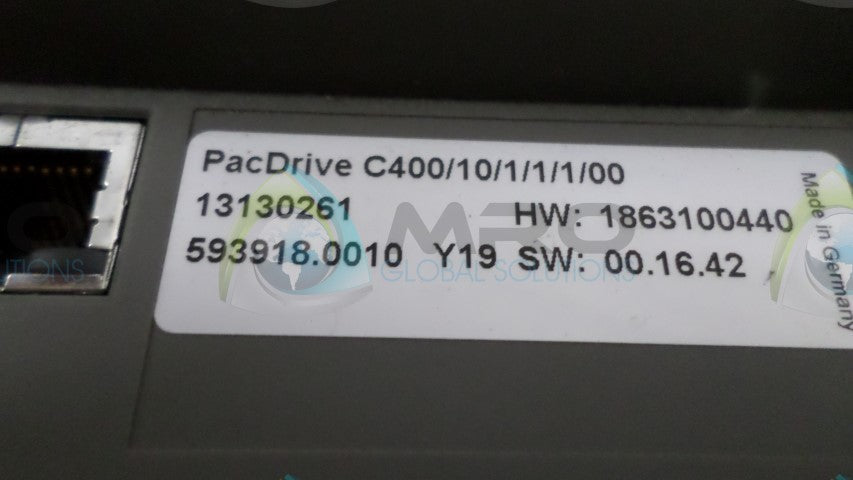 PacDrive C400/10/1/1/1/00
13130261 HW: 1863100440
593918.0010 Y19 SW: 00.16.42
Made in Germany
MRO
GLOBAL SOLUTIONS
UTIONS